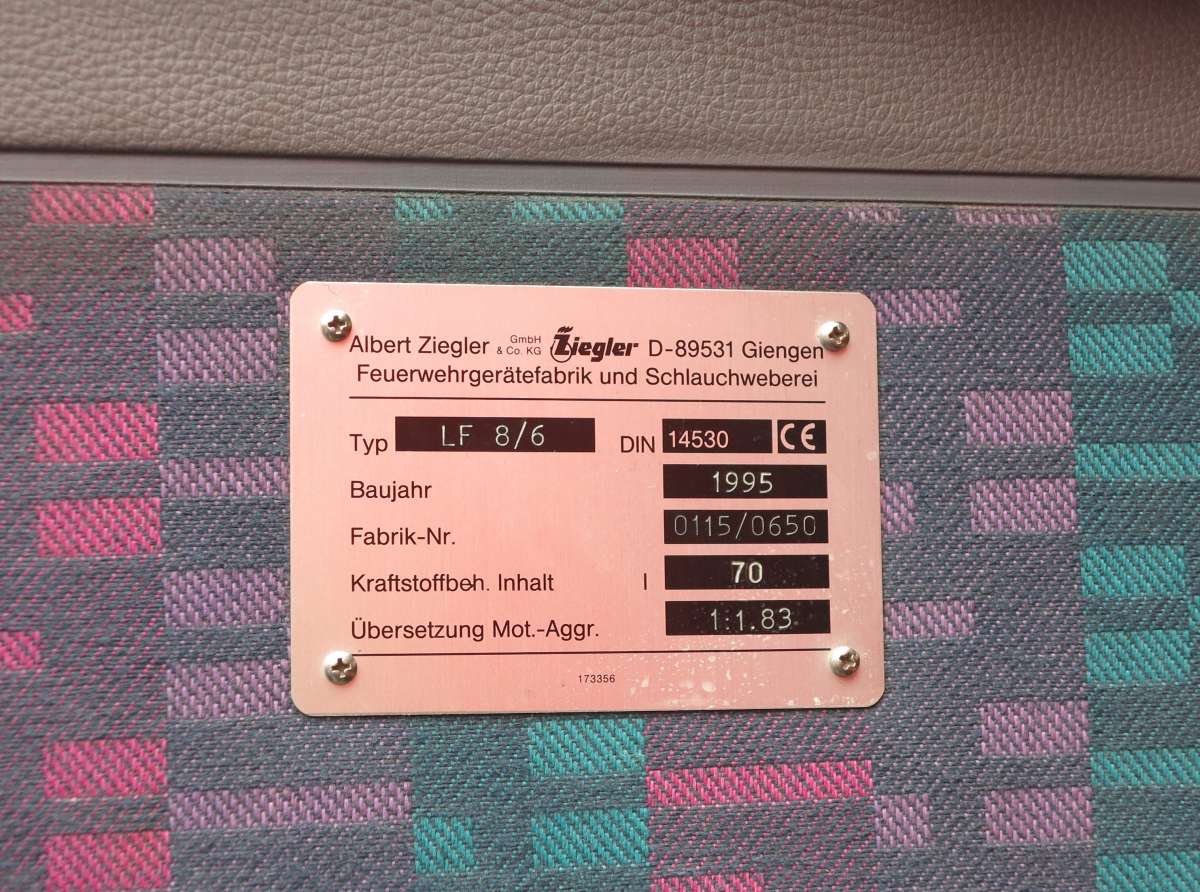 Albert Ziegler GmbH & Co. KG Ziegler D-89531 Giengen
Feuerwehrgerätefabrik und Schlauchweberei
Typ LF 8/6 DIN 14530 CE
Baujahr 1995
Fabrik-Nr. 0115/0650
Kraftstoffbeh. Inhalt l 70
Übersetzung Mot.-Aggr. 1:1.83
173356